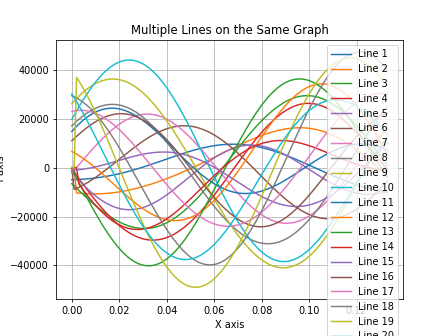 Multiple Lines on the Same Graph
40000
20000
0
−20000
−40000
axis
0.00
0.02
0.04
0.06
0.08
0.10
X axis
Line 1
Line 2
Line 3
Line 4
Line 5
Line 6
Line 7
Line 8
Line 9
Line 10
Line 11
Line 12
Line 13
Line 14
Line 15
Line 16
Line 17
Line 18
Line 19
Line 20